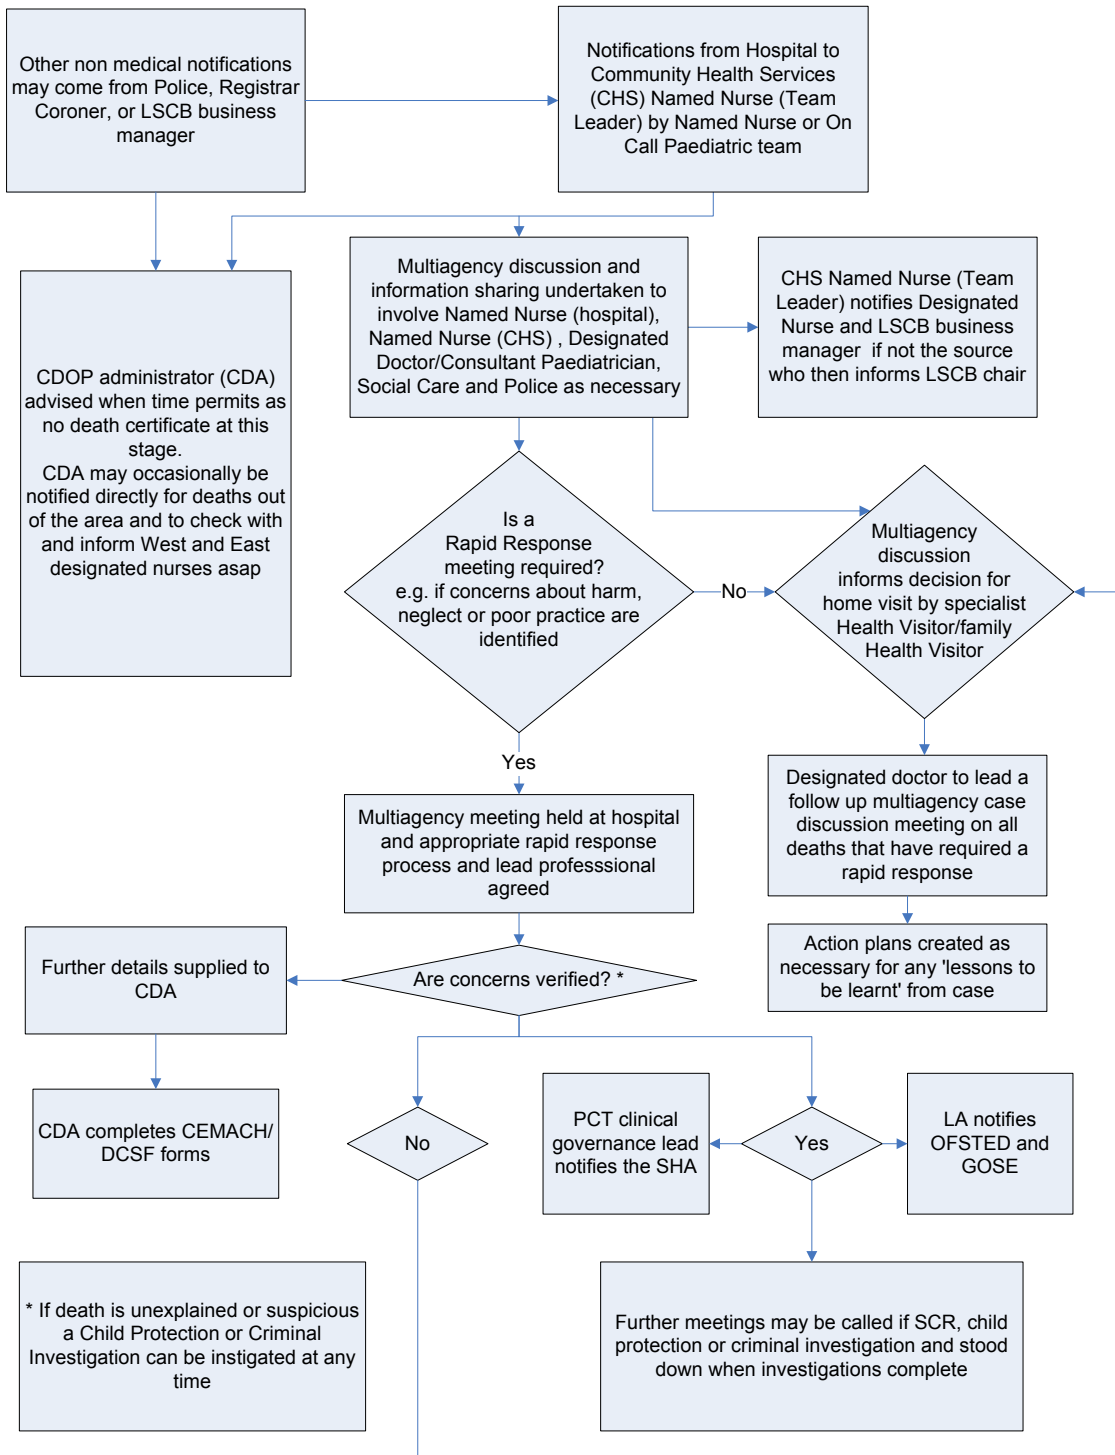 Other non medical notifications
may come from Police, Registrar
Coroner, or LSCB business
manager
Notifications from Hospital to
Community Health Services
(CHS) Named Nurse (Team
Leader) by Named Nurse or On
Call Paediatric team
CDOP administrator (CDA)
advised when time permits as
no death certificate at this
stage.
CDA may occasionally be
notified directly for deaths out
of the area and to check with
and inform West and East
designated nurses asap
Multiagency discussion and
information sharing undertaken to
involve Named Nurse (hospital),
Named Nurse (CHS) , Designated
Doctor/Consultant Paediatrician,
Social Care and Police as necessary
CHS Named Nurse (Team
Leader) notifies Designated
Nurse and LSCB business
manager  if not the source
who then informs LSCB chair
Is a
Rapid Response
meeting required?
e.g. if concerns about harm,
neglect or poor practice are
identified
No
Multiagency
discussion
informs decision for
home visit by specialist
Health Visitor/family
Health Visitor
Yes
Multiagency meeting held at hospital
and appropriate rapid response
process and lead professsional
agreed
Designated doctor to lead a
follow up multiagency case
discussion meeting on all
deaths that have required a
rapid response
Action plans created as
necessary for any 'lessons to
be learnt' from case
Further details supplied to
CDA
Are concerns verified? *
CDA completes CEMACH/
DCSF forms
No
PCT clinical
governance lead
notifies the SHA
Yes
LA notifies
OFSTED and
GOSE
* If death is unexplained or suspicious
a Child Protection or Criminal
Investigation can be instigated at any
time
Further meetings may be called if SCR, child
protection or criminal investigation and stood
down when investigations complete